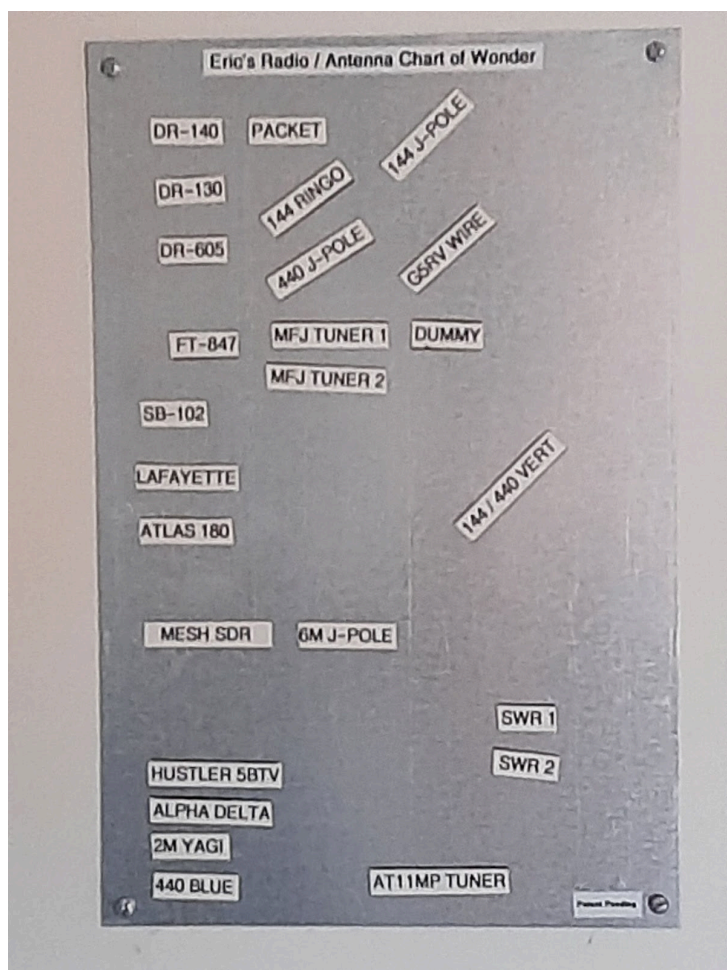 Eric's Radio / Antenna Chart of Wonder
DR-140 PACKET
144 J-POLE
DR-130
144 RINGO
DR-605
440 J-POLE
G5RV WIRE
FT-847
MFJ TUNER 1
DUMMY
MFJ TUNER 2
SB-102
LAFAYETTE
144 / 440 VERT
ATLAS 180
MESH SDR
6M J-POLE
SWR 1
SWR 2
HUSTLER 5BTV
ALPHA DELTA
2M YAGI
440 BLUE
AT11MP TUNER
Patent Pending